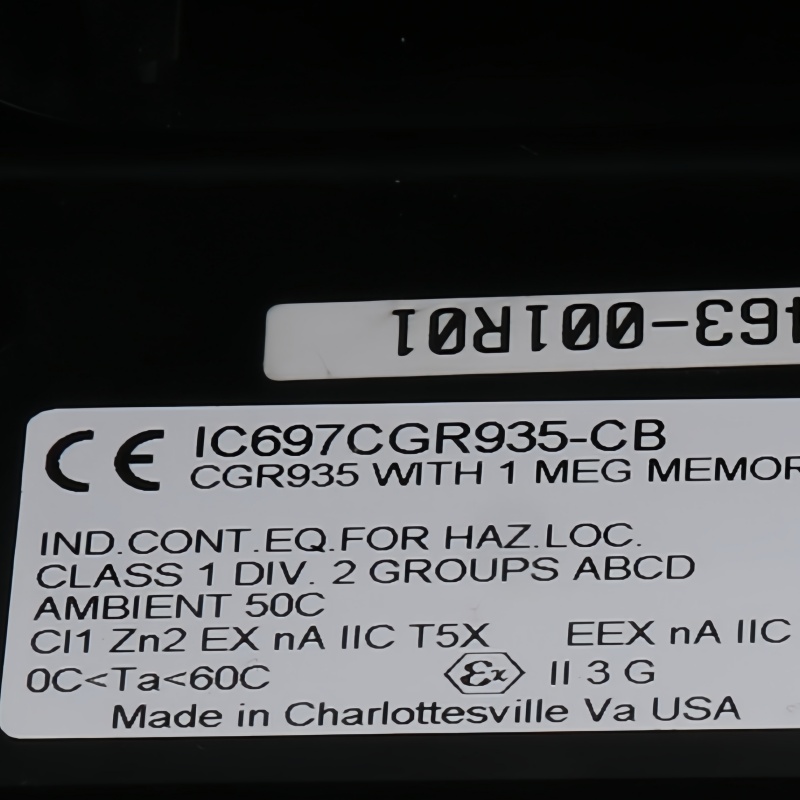 463-001R01
CE IC697CGR935-CB
CGR935 WITH 1 MEG
IND.CONT.EQ.FOR HAZ.LOC.
CLASS 1 DIV. 2 GROUPS ABCD
AMBIENT 50C
Cl1 Zn2 EX nA IIC T5X EEX nA IIC
0C<Ta<60C Ex II 3 G
Made in Charlottesville Va USA